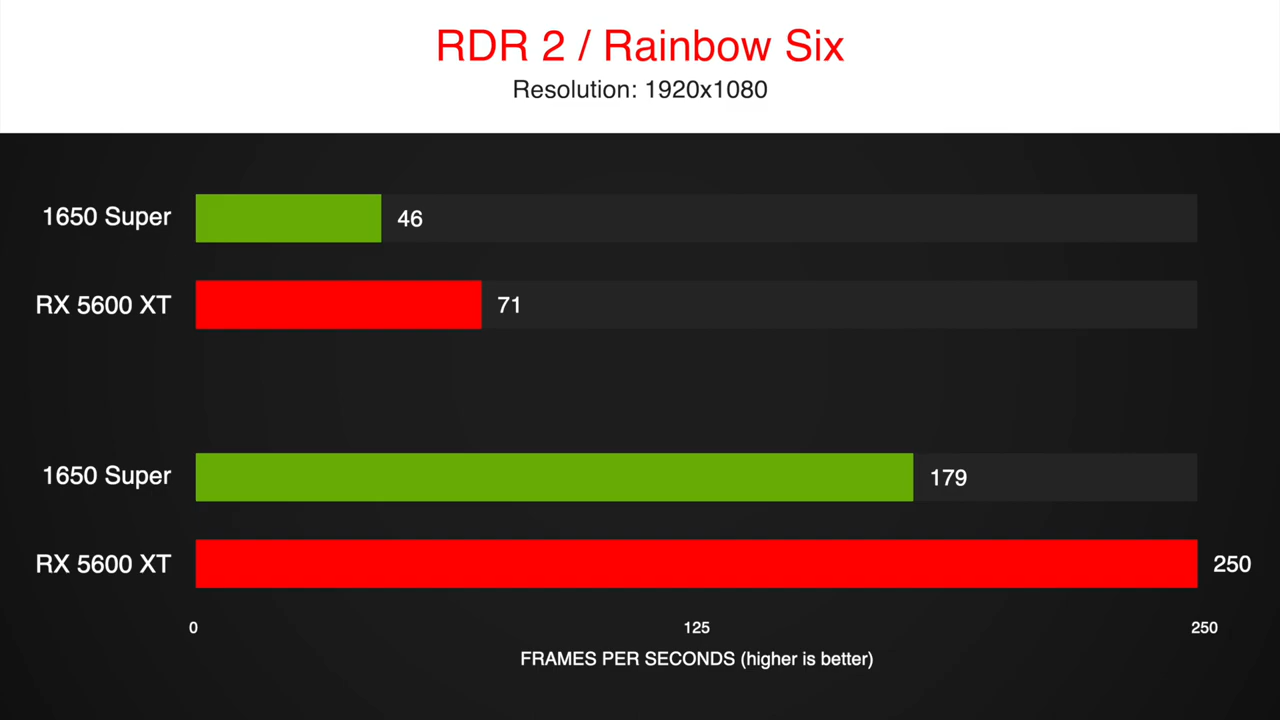 RDR 2 / Rainbow Six
Resolution: 1920x1080
1650 Super 46
RX 5600 XT 71
1650 Super 179
RX 5600 XT 250
0 125 250
FRAMES PER SECONDS (higher is better)